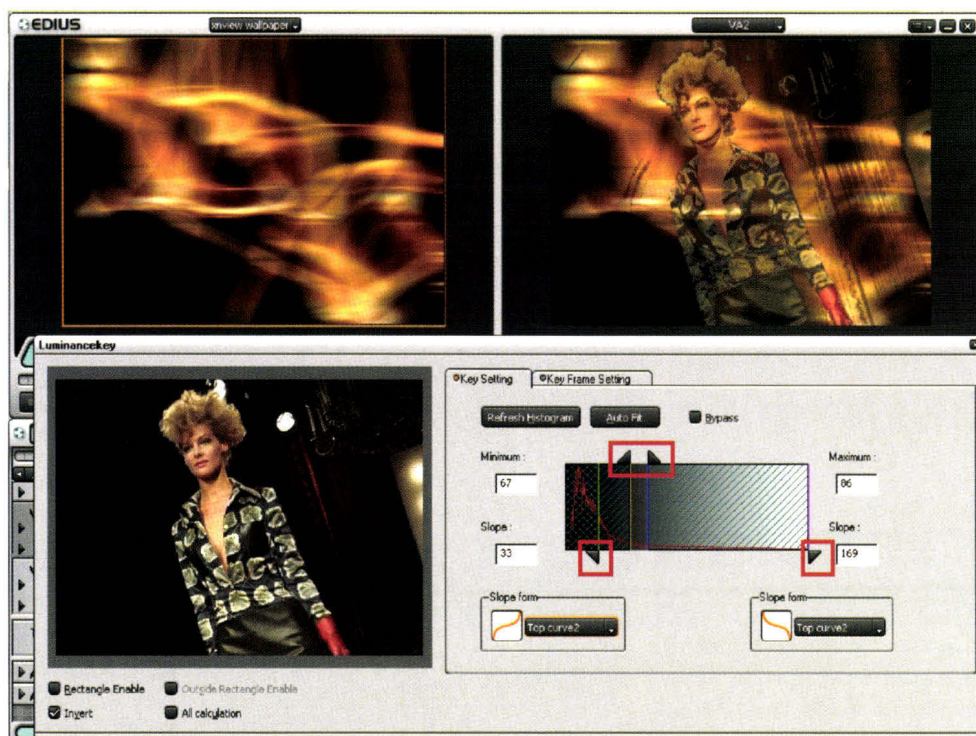 EDIUS
xnview wallpaper
VA2
Luminancekey
Key Setting
Key Frame Setting
Refresh Histogram
Auto Fit
Bypass
Minimum :
67
Maximum :
86
Slope :
33
Slope :
169
Slope form
Top curve2
Slope form
Top curve2
Rectangle Enable
Outside Rectangle Enable
Invert
All calculation